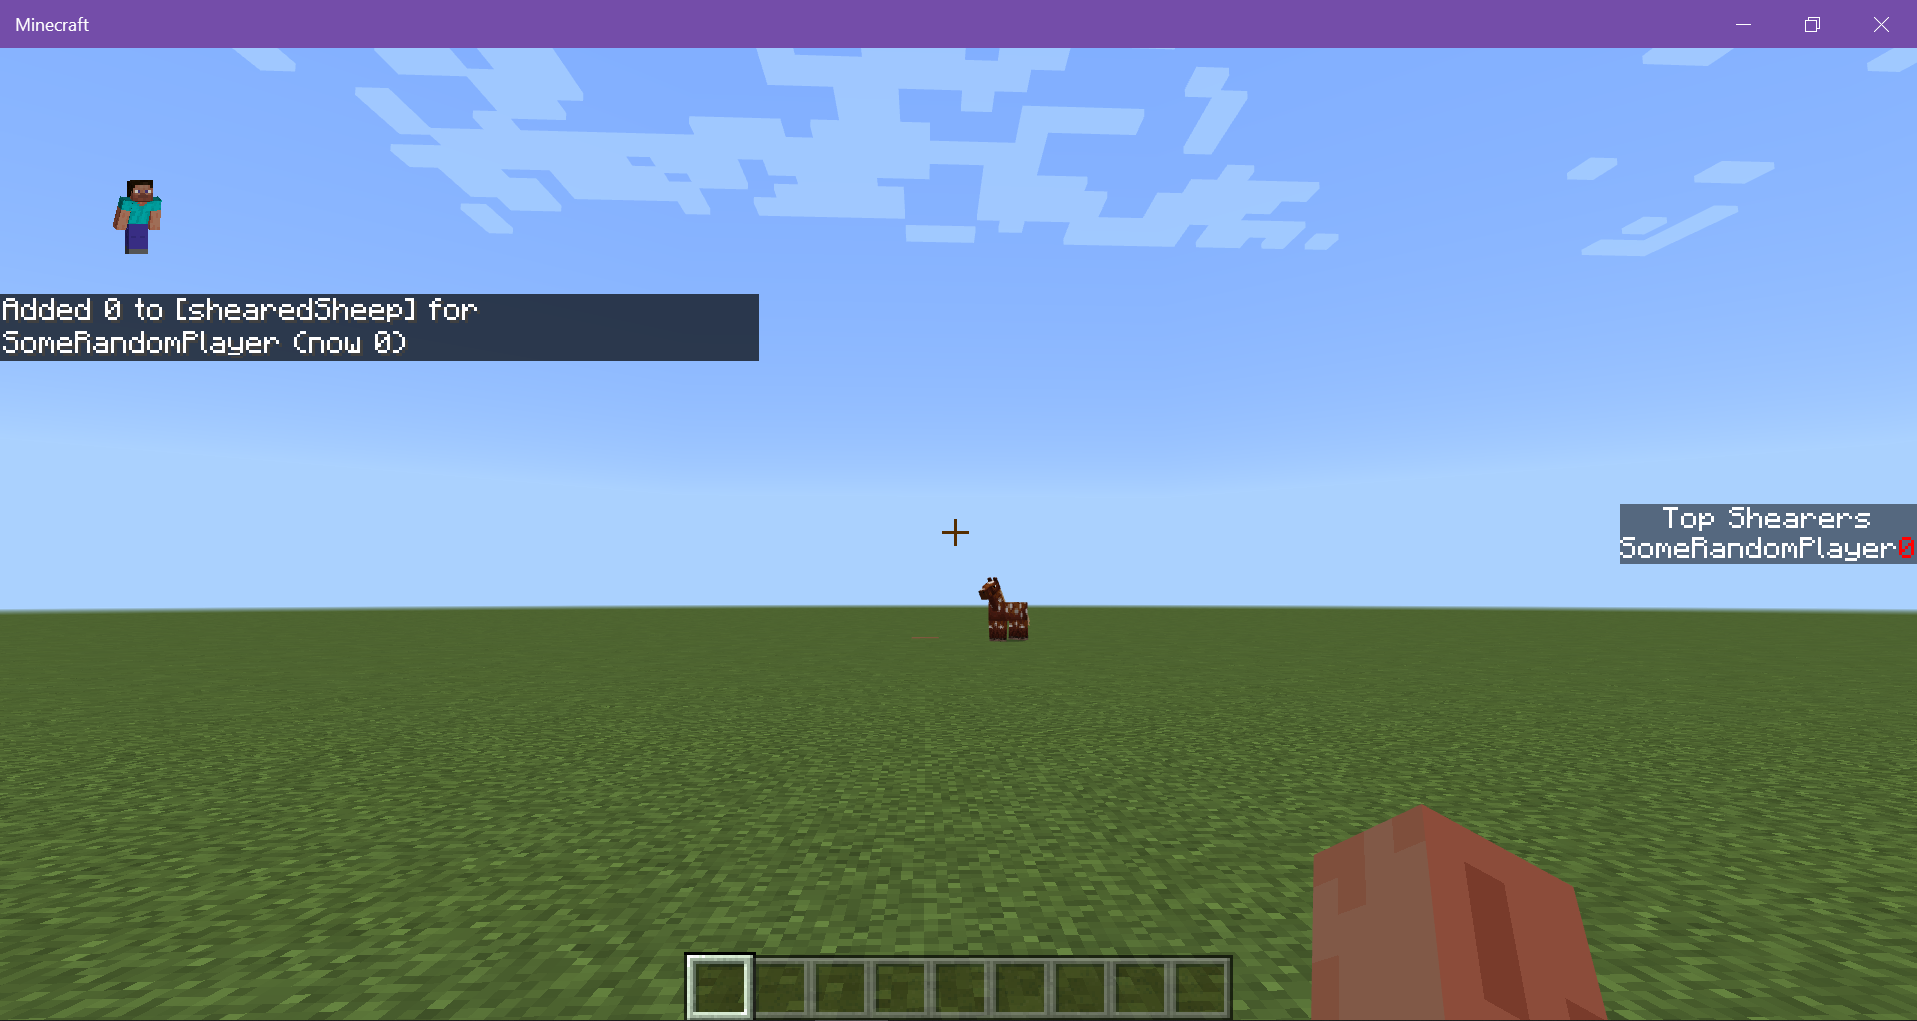 Minecraft
Added 0 to [shearedSheep] for
SomeRandomPlayer (now 0)
Top Shearers
SomeRandomPlayer0